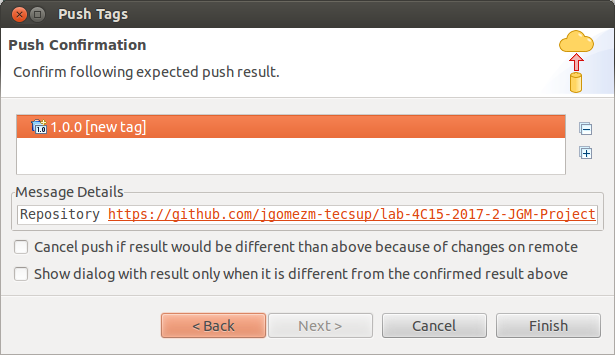 Push Tags
Push Confirmation
Confirm following expected push result.
1.0.0 [new tag]
Message Details
Repository https://github.com/jgomezm-tecsup/lab-4C15-2017-2-JGM-Project
Cancel push if result would be different than above because of changes on remote
Show dialog with result only when it is different from the confirmed result above
< Back
Next >
Cancel
Finish